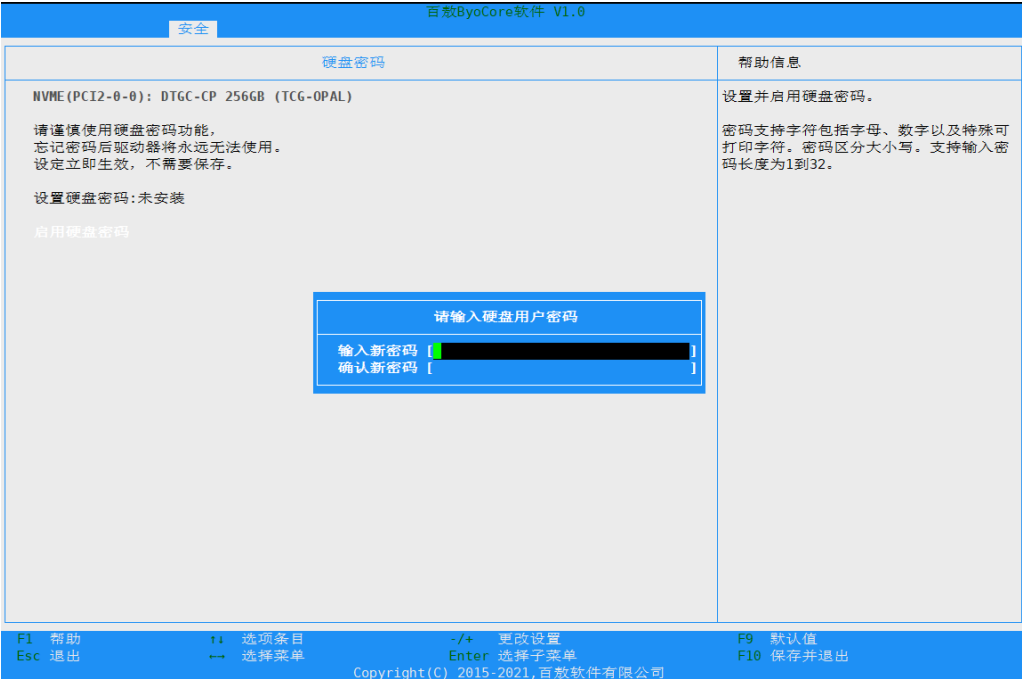 百敖ByoCore软件 V1.0
安全
硬盘密码
帮助信息
NVME(PCI2-0-0): DTGC-CP 256GB (TCG-OPAL)
请谨慎使用硬盘密码功能,
忘记密码后驱动器将永远无法使用。
设定立即生效, 不需要保存。
设置硬盘密码:未安装
启用硬盘密码
设置并启用硬盘密码。
密码支持字符包括字母、数字以及特殊可
打印字符。密码区分大小写。支持输入密
码长度为1到32。
请输入硬盘用户密码
输入新密码 [ ]
确认新密码 [ ]
F1 帮助 ↑↓ 选项条目 -/+ 更改设置 F9 默认值
Esc 退出 ←→ 选择菜单 Enter 选择子菜单 F10 保存并退出
Copyright(C) 2015-2021,百敖软件有限公司